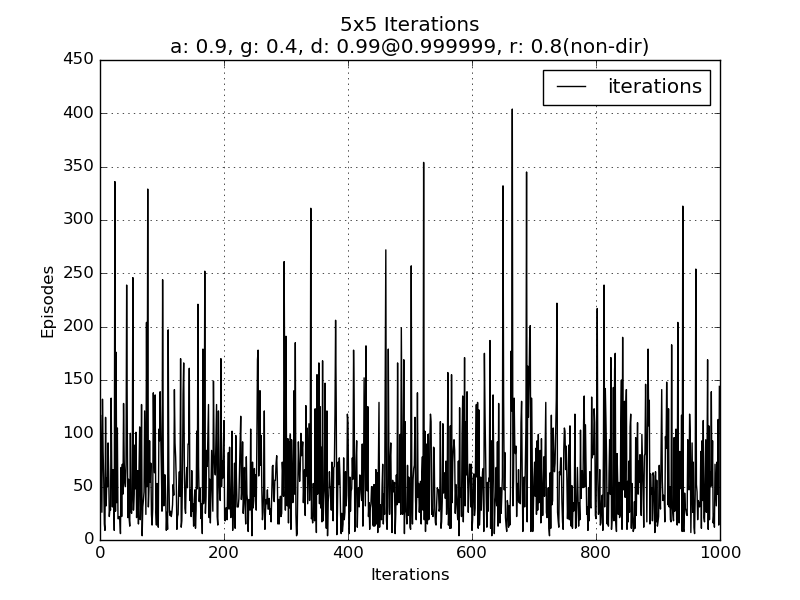 5x5 Iterations
a: 0.9, g: 0.4, d: 0.99@0.999999, r: 0.8(non-dir)
iterations
450
400
350
300
250
200
150
100
50
0
Episodes
0 200 400 600 800 1000
Iterations